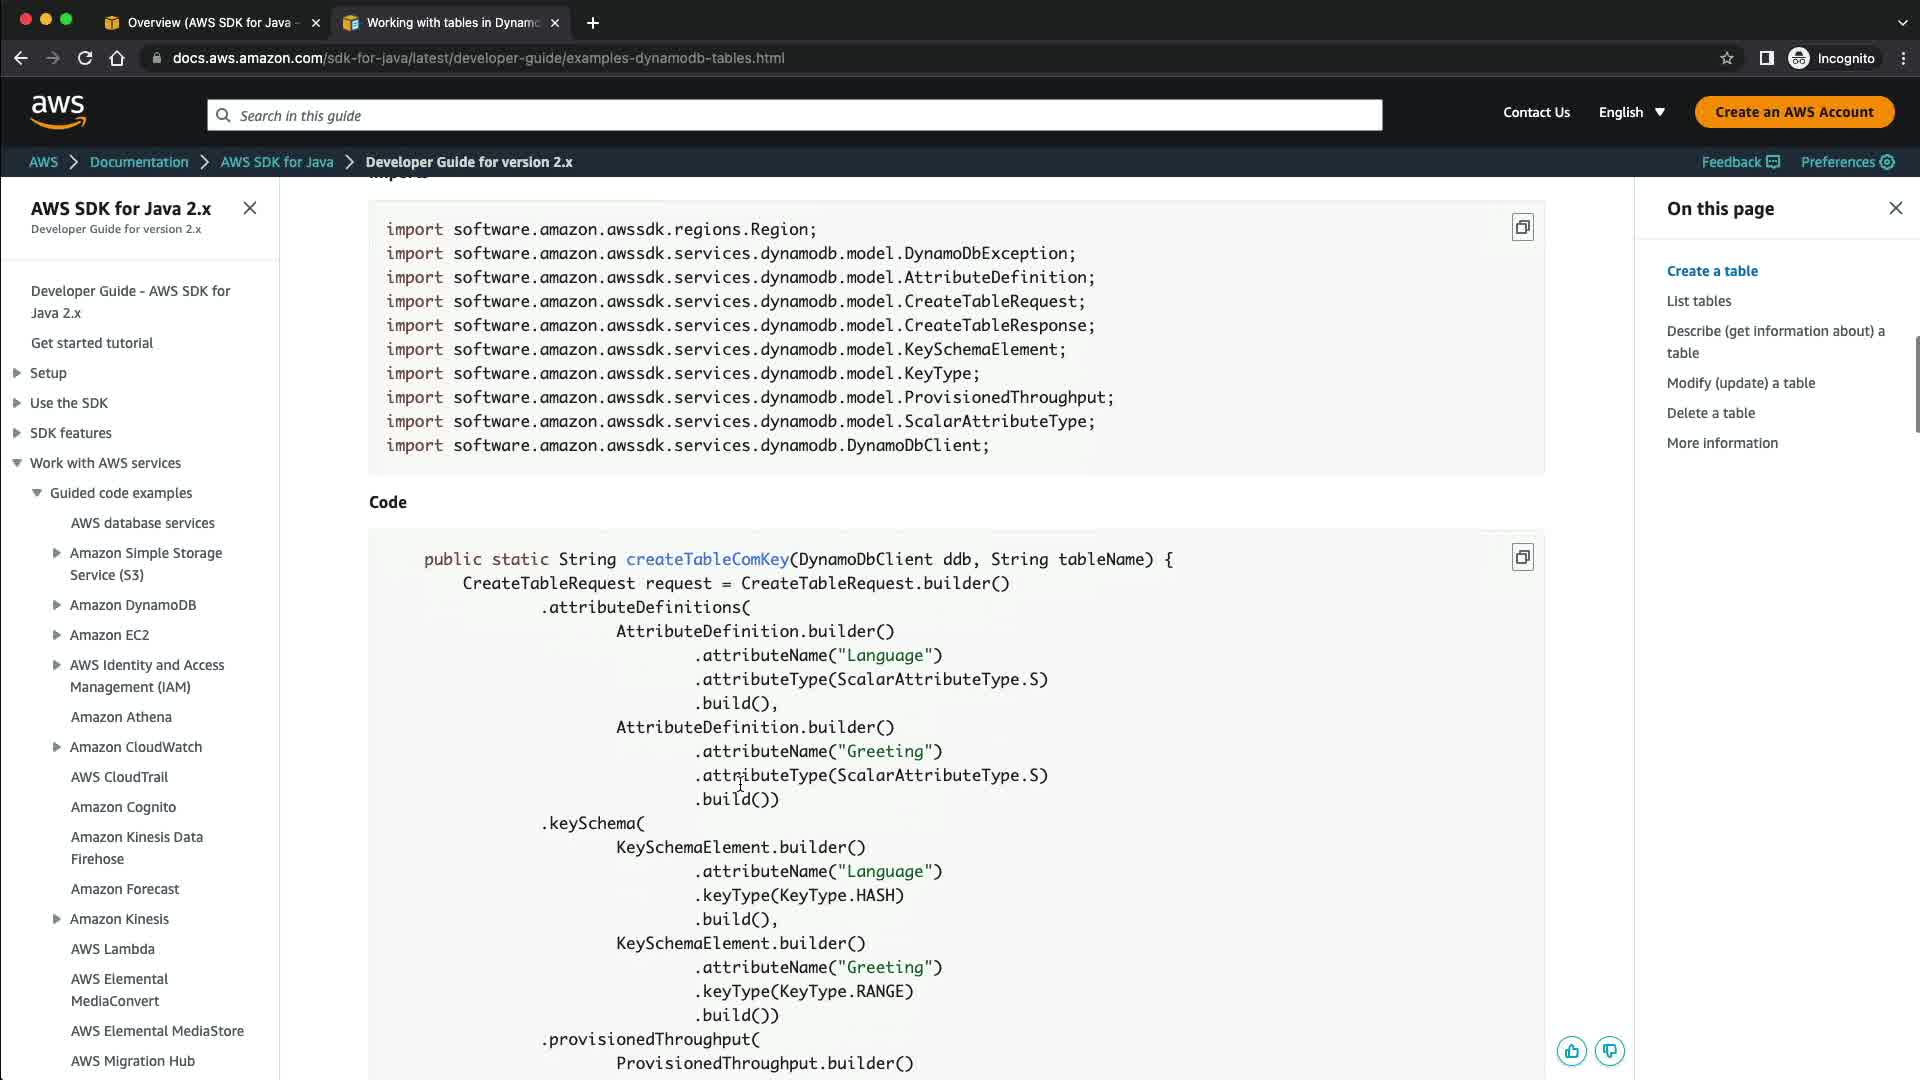 Overview (AWS SDK for Java -
Working with tables in Dynamo
docs.aws.amazon.com/sdk-for-java/latest/developer-guide/examples-dynamodb-tables.html
Incognito
aws
Search in this guide
Contact Us
English
Create an AWS Account
AWS
Documentation
AWS SDK for Java
Developer Guide for version 2.x
Feedback
Preferences
AWS SDK for Java 2.x
Developer Guide for version 2.x
Developer Guide - AWS SDK for
Java 2.x
Get started tutorial
Setup
Use the SDK
SDK features
Work with AWS services
Guided code examples
AWS database services
Amazon Simple Storage
Service (S3)
Amazon DynamoDB
Amazon EC2
AWS Identity and Access
Management (IAM)
Amazon Athena
Amazon CloudWatch
AWS CloudTrail
Amazon Cognito
Amazon Kinesis Data
Firehose
Amazon Forecast
Amazon Kinesis
AWS Lambda
AWS Elemental
MediaConvert
AWS Elemental MediaStore
AWS Migration Hub
import software.amazon.awssdk.regions.Region;
import software.amazon.awssdk.services.dynamodb.model.DynamoDbException;
import software.amazon.awssdk.services.dynamodb.model.AttributeDefinition;
import software.amazon.awssdk.services.dynamodb.model.CreateTableRequest;
import software.amazon.awssdk.services.dynamodb.model.CreateTableResponse;
import software.amazon.awssdk.services.dynamodb.model.KeySchemaElement;
import software.amazon.awssdk.services.dynamodb.model.KeyType;
import software.amazon.awssdk.services.dynamodb.model.ProvisionedThroughput;
import software.amazon.awssdk.services.dynamodb.model.ScalarAttributeType;
import software.amazon.awssdk.services.dynamodb.DynamoDbClient;
Code
public static String createTableComKey(DynamoDbClient ddb, String tableName) {
CreateTableRequest request = CreateTableRequest.builder()
.attributeDefinitions(
AttributeDefinition.builder()
.attributeName("Language")
.attributeType(ScalarAttributeType.S)
.build(),
AttributeDefinition.builder()
.attributeName("Greeting")
.attributeType(ScalarAttributeType.S)
.build())
.keySchema(
KeySchemaElement.builder()
.attributeName("Language")
.keyType(KeyType.HASH)
.build(),
KeySchemaElement.builder()
.attributeName("Greeting")
.keyType(KeyType.RANGE)
.build())
.provisionedThroughput(
ProvisionedThroughput.builder()
On this page
Create a table
List tables
Describe (get information about) a
table
Modify (update) a table
Delete a table
More information